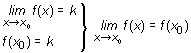 lim f(x) = k
x→x₀
f(x₀) = k
} lim f(x) = f(x₀)
x→x₀